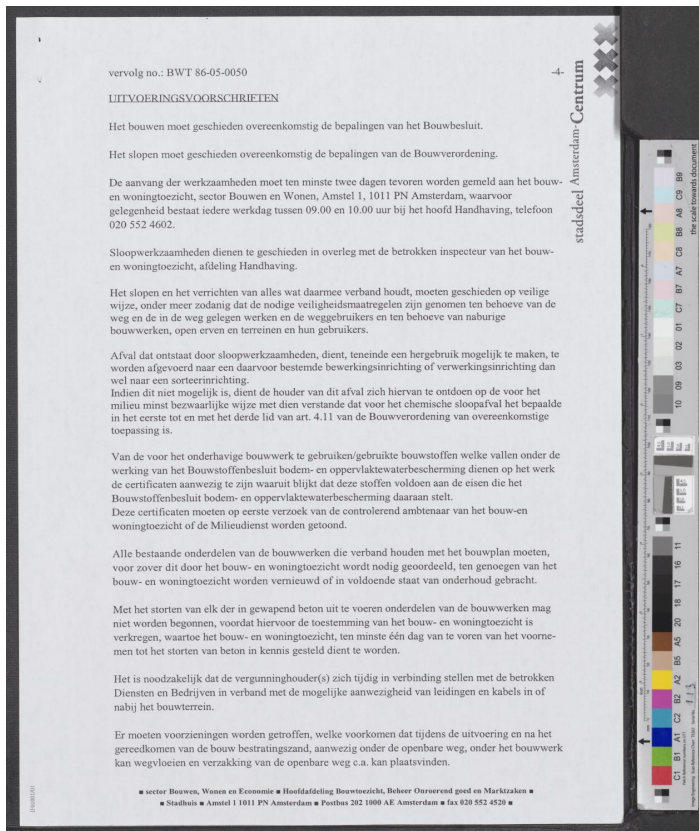 vervolg no.: BWT 86-05-0050
-4-
UITVOERINGSVOORSCHRIFTEN
Het bouwen moet geschieden overeenkomstig de bepalingen van het Bouwbesluit.
Het slopen moet geschieden overeenkomstig de bepalingen van de Bouwverordening.
De aanvang der werkzaamheden moet ten minste twee dagen tevoren worden gemeld aan het bouw-
en woningtoezicht, sector Bouwen en Wonen, Amstel 1, 1011 PN Amsterdam, waarvoor
gelegenheid bestaat iedere werkdag tussen 09.00 en 10.00 uur bij het hoofd Handhaving, telefoon
020 552 4602.
Sloopwerkzaamheden dienen te geschieden in overleg met de betrokken inspecteur van het bouw-
en woningtoezicht, afdeling Handhaving.
Het slopen en het verrichten van alles wat daarmee verband houdt, moeten geschieden op veilige
wijze, onder meer zodanig dat de nodige veiligheidsmaatregelen zijn genomen ten behoeve van de
weg en de in de weg gelegen werken en de weggebruikers en ten behoeve van naburige
bouwwerken, open erven en terreinen en hun gebruikers.
Afval dat ontstaat door sloopwerkzaamheden, dient, teneinde een hergebruik mogelijk te maken, te
worden afgevoerd naar een daarvoor bestemde bewerkingsinrichting of verwerkingsinrichting dan
wel naar een sorteerinrichting.
Indien dit niet mogelijk is, dient de houder van dit afval zich hiervan te ontdoen op de voor het
milieu minst bezwaarlijke wijze met dien verstande dat voor het chemische sloopafval het bepaalde
in het eerste tot en met het derde lid van art. 4.11 van de Bouwverordening van overeenkomstige
toepassing is.
Van de voor het onderhavige bouwwerk te gebruiken/gebruikte bouwstoffen welke vallen onder de
werking van het Bouwstoffenbesluit bodem- en oppervlaktewaterbescherming dienen op het werk
de certificaten aanwezig te zijn waaruit blijkt dat deze stoffen voldoen aan de eisen die het
Bouwstoffenbesluit bodem- en oppervlaktewaterbescherming daaraan stelt.
Deze certificaten moeten op eerste verzoek van de controlerend ambtenaar van het bouw-en
woningtoezicht of de Milieudienst worden getoond.
Alle bestaande onderdelen van de bouwwerken die verband houden met het bouwplan moeten,
voor zover dit door het bouw- en woningtoezicht wordt nodig geoordeeld, ten genoegen van het
bouw- en woningtoezicht worden vernieuwd of in voldoende staat van onderhoud gebracht.
Met het storten van elk der in gewapend beton uit te voeren onderdelen van de bouwwerken mag
niet worden begonnen, voordat hiervoor de toestemming van het bouw- en woningtoezicht is
verkregen, waartoe het bouw- en woningtoezicht, ten minste één dag van te voren van het voorne-
men tot het storten van beton in kennis gesteld dient te worden.
Het is noodzakelijk dat de vergunninghouder(s) zich tijdig in verbinding stellen met de betrokken
Diensten en Bedrijven in verband met de mogelijke aanwezigheid van leidingen en kabels in of
nabij het bouwterrein.
Er moeten voorzieningen worden getroffen, welke voorkomen dat tijdens de uitvoering en na het
gereedkomen van de bouw bestratingszand, aanwezig onder de openbare weg, onder het bouwwerk
kan wegvloeien en verzakking van de openbare weg c.a. kan plaatsvinden.
■ sector Bouwen, Wonen en Economie ■ Hoofdafdeling Bouwtoezicht, Beheer Onroerend goed en Marktzaken ■
■ Stadhuis ■ Amstel 1 1011 PN Amsterdam ■ Postbus 202 1000 AE Amsterdam ■ fax 020 552 4520 ■
stadsdeel Amsterdam-Centrum
the scale towards document
B9
C9
A8
B8
C8
A7
B7
C7
01
02
03
09
10
11
16
17
18
20
A5
B5
A2
B2
C2
A1
B1
C1